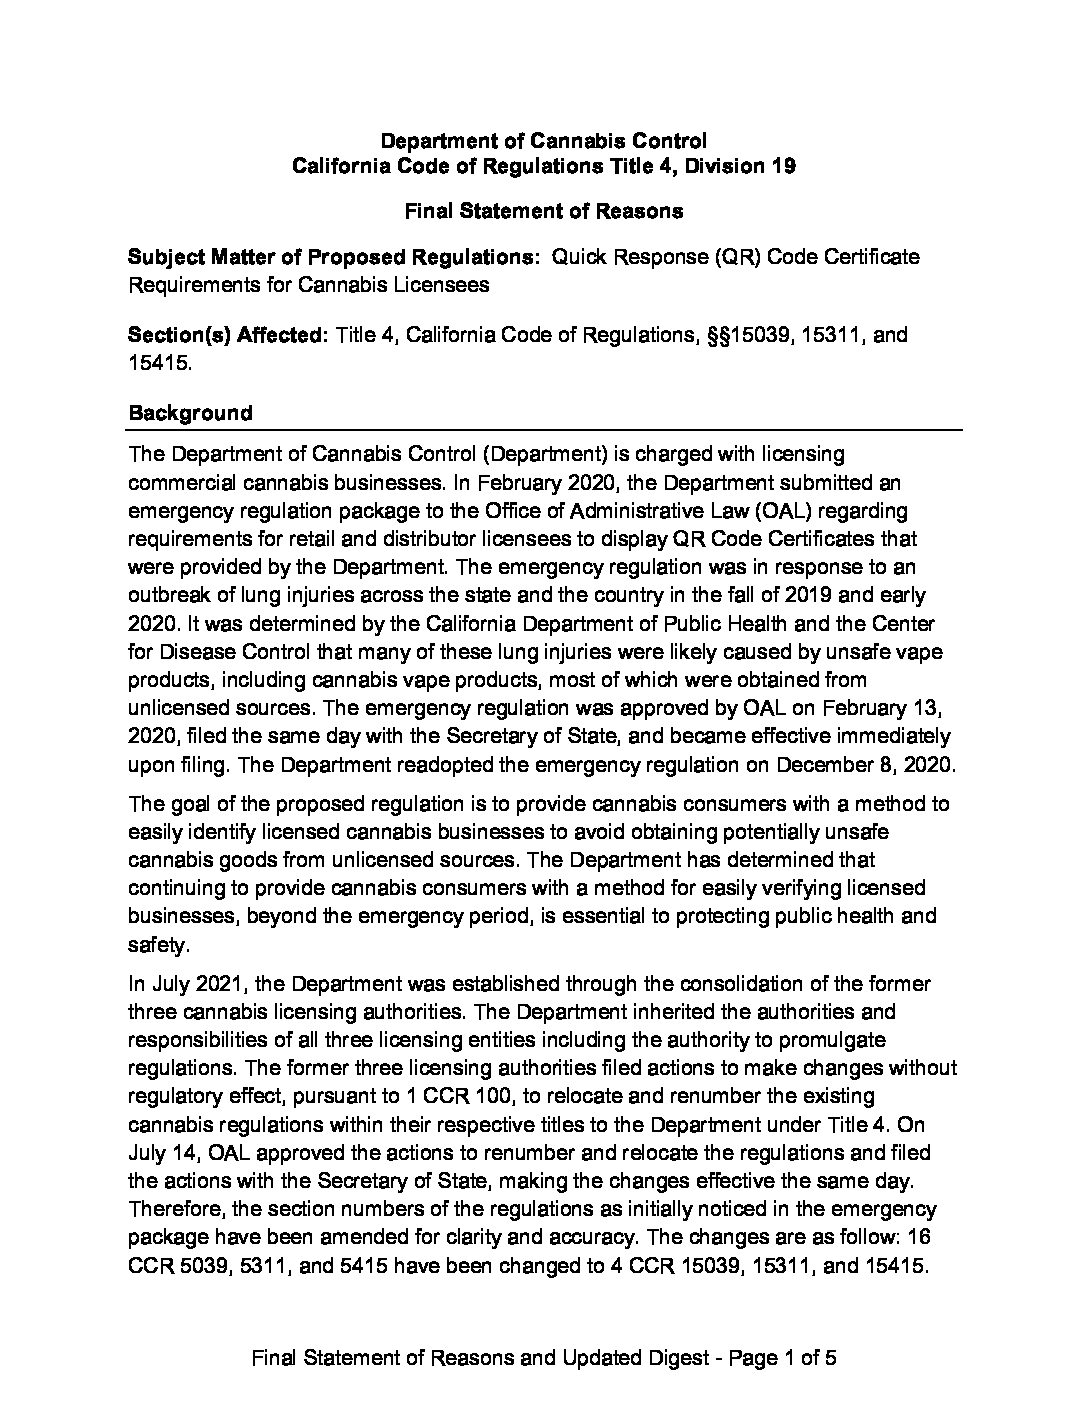 Department of Cannabis Control
California Code of Regulations Title 4, Division 19
Final Statement of Reasons
Subject Matter of Proposed Regulations:  Quick Response (QR) Code Certificate
Requirements for Cannabis Licensees
Section(s) Affected: Title 4, California Code of Regulations, §§15039, 15311, and
15415.
Background
The Department of Cannabis Control (Department) is charged with licensing
commercial cannabis businesses. In February 2020, the Department submitted an
emergency regulation package to the Office of Administrative Law (OAL) regarding
requirements for retail and distributor licensees to display QR Code Certificates that
were provided by the Department. The emergency regulation was in response to an
outbreak of lung injuries across the state and the country in the fall of 2019 and early
2020. It was determined by the California Department of Public Health and the Center
for Disease Control that many of these lung injuries were likely caused by unsafe vape
products, including cannabis vape products, most of which were obtained from
unlicensed sources. The emergency regulation was approved by OAL on February 13,
2020, filed the same day with the Secretary of State, and became effective immediately
upon filing. The Department readopted the emergency regulation on December 8, 2020.
The goal of the proposed regulation is to provide cannabis consumers with a method to
easily identify licensed cannabis businesses to avoid obtaining potentially unsafe
cannabis goods from unlicensed sources. The Department has determined that
continuing to provide cannabis consumers with a method for easily verifying licensed
businesses, beyond the emergency period, is essential to protecting public health and
safety.
In July 2021, the Department was established through the consolidation of the former
three cannabis licensing authorities. The Department inherited the authorities and
responsibilities of all three licensing entities including the authority to promulgate
regulations. The former three licensing authorities filed actions to make changes without
regulatory effect, pursuant to 1 CCR 100, to relocate and renumber the existing
cannabis regulations within their respective titles to the Department under Title 4. On
July 14, OAL approved the actions to renumber and relocate the regulations and filed
the actions with the Secretary of State, making the changes effective the same day.
Therefore, the section numbers of the regulations as initially noticed in the emergency
package have been amended for clarity and accuracy. The changes are as follow: 16
CCR 5039, 5311, and 5415 have been changed to 4 CCR 15039, 15311, and 15415.
Final Statement of Reasons and Updated Digest - Page 1 of 5